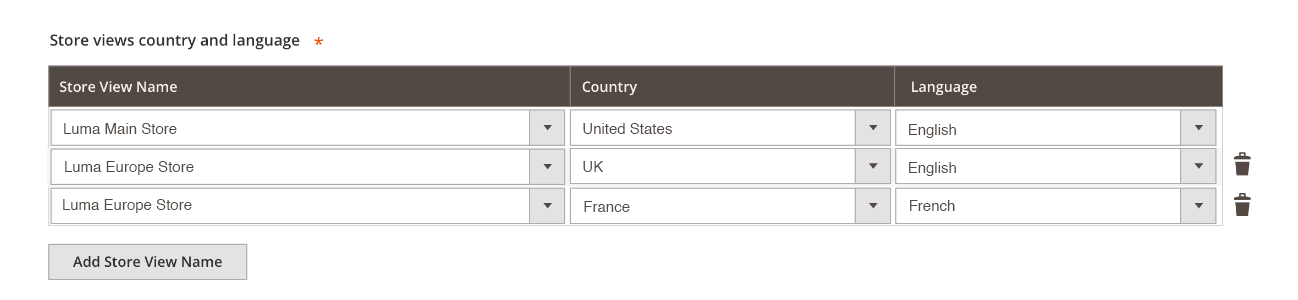 Store views country and language *
Store View Name Country Language
Luma Main Store United States English
Luma Europe Store UK English
Luma Europe Store France French
Add Store View Name